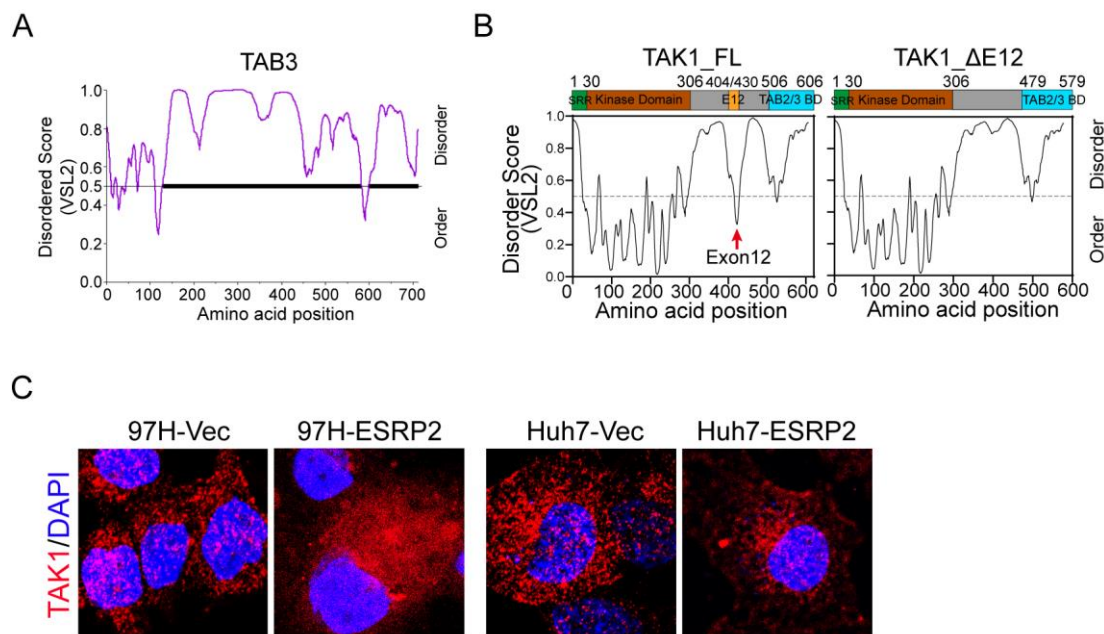 A
TAB3
Disordered Score
(VSL2)
1.0
0.8
0.6
0.5
0.4
0.2
0.0
0 100 200 300 400 500 600 700
Amino acid position
Disorder
Order
B
TAK1_FL
1 30 306 404/430 506 606
SRR Kinase Domain E12 TAB2/3 BD
Disorder Score
(VSL2)
1.0
0.8
0.6
0.4
0.2
0.0
Exon12
0 100 200 300 400 500 600
Amino acid position
TAK1_ΔE12
1 30 306 479 579
SRR Kinase Domain TAB2/3 BD
0 100 200 300 400 500 600
Amino acid position
Disorder
Order
C
97H-Vec 97H-ESRP2 Huh7-Vec Huh7-ESRP2
TAK1/DAPI